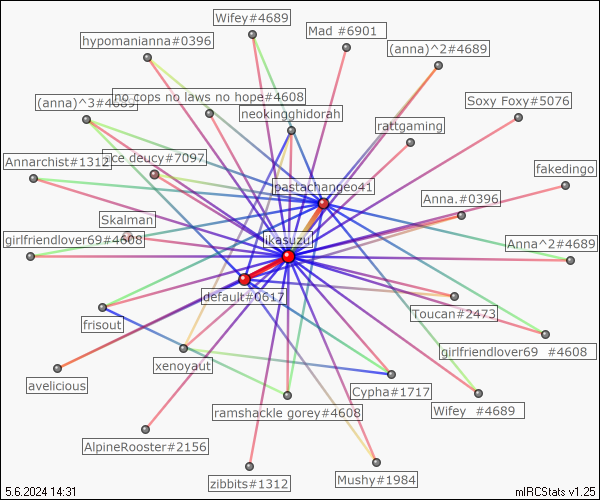 Wifey#4689
Mad #6901
hypomanianna#0396
(anna)^2#4689
no cops no laws no hope#4608
(anna)^3#4689
Soxy Foxy#5076
neokingghidorah
rattgaming
Annarchist#1312
deucy#7097
fakedingo
pastachangeo41
Anna.#0396
Skalman
girlfriendlover69#4608
ikasuzu
Anna^2#4689
default#0617
Toucan#2473
frisout
girlfriendlover69 #4608
xenoyaut
avelicious
Cypha#1717
ramshackle gorey#4608
Wifey #4689
AlpineRooster#2156
zibbits#1312
Mushy#1984
5.6.2024 14:31
mIRCStats v1.25